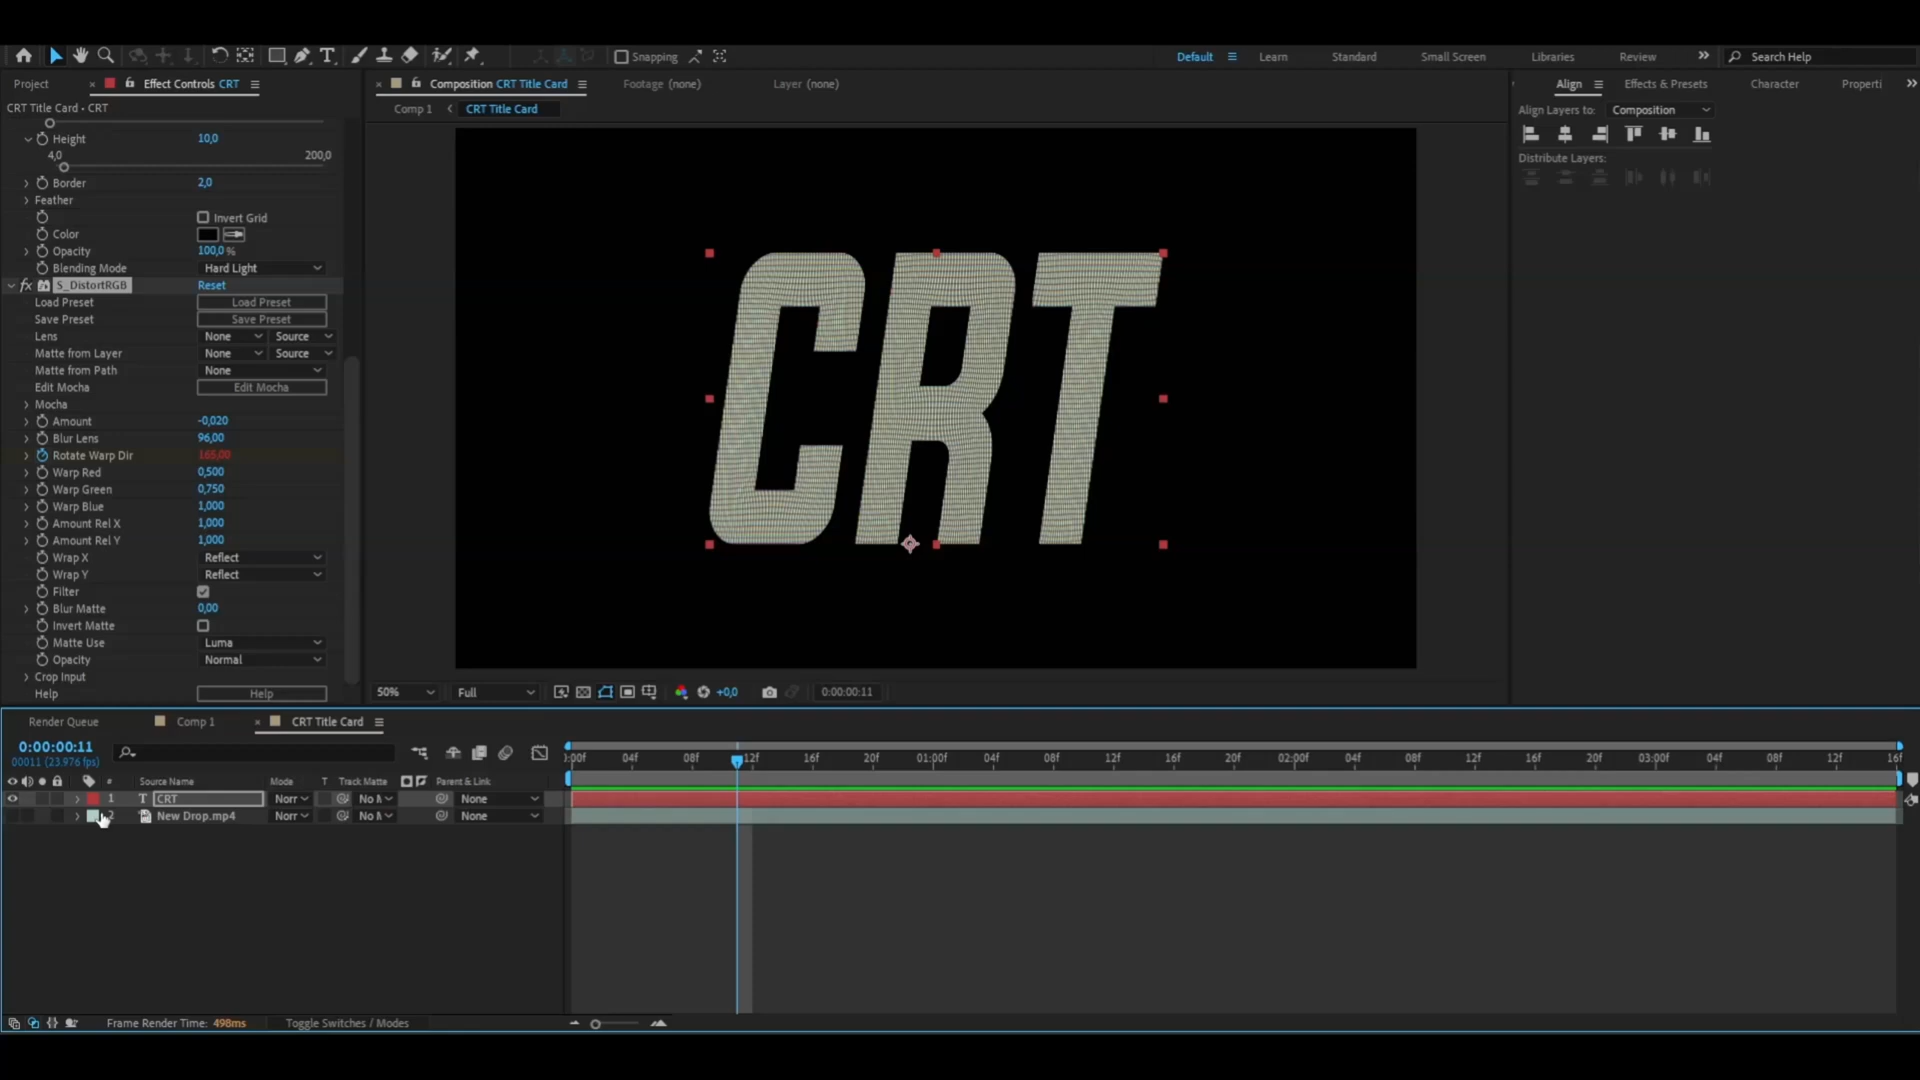 Snapping
Default
Learn
Standard
Small Screen
Libraries
Review
Search Help
Project
Effect Controls CRT
Composition CRT Title Card
Footage (none)
Layer (none)
Align
Effects & Presets
Character
Properti
CRT Title Card • CRT
Comp 1
CRT Title Card
Align Layers to:
Composition
Distribute Layers:
Height
10,0
4,0
200,0
Border
2,0
Feather
Invert Grid
Color
Opacity
100,0 %
Blending Mode
Hard Light
fx
S_DistortRGB
Reset
Load Preset
Load Preset
Save Preset
Save Preset
Lens
None
Source
Matte from Layer
None
Source
Matte from Path
None
Edit Mocha
Edit Mocha
Mocha
Amount
-0,020
Blur Lens
96,00
Rotate Warp Dir
165,00
Warp Red
0,500
Warp Green
0,750
Warp Blue
1,000
Amount Rel X
1,000
Amount Rel Y
1,000
Wrap X
Reflect
Wrap Y
Reflect
Filter
Blur Matte
0,00
Invert Matte
Matte Use
Luma
Opacity
Normal
Crop Input
Help
Help
CRT
50%
Full
+0,0
0:00:00:11
Render Queue
Comp 1
CRT Title Card
0:00:00:11
00011 (23.976 fps)
:00f
04f
08f
12f
16f
20f
01:00f
04f
08f
12f
16f
20f
02:00f
04f
08f
12f
16f
20f
03:00f
04f
08f
12f
16f
#
Source Name
Mode
T
Track Matte
Parent & Link
1
T
CRT
Norr
No M
None
2
New Drop.mp4
Norr
No M
None
Frame Render Time: 498ms
Toggle Switches / Modes